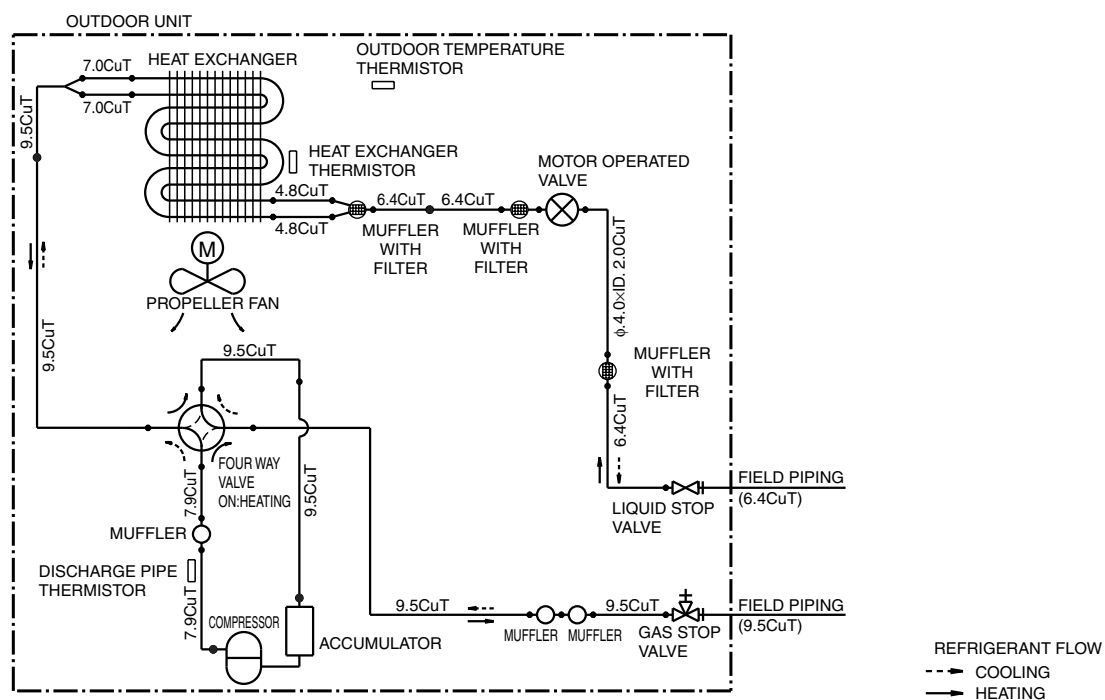 OUTDOOR UNIT
7.0CuT
HEAT EXCHANGER
OUTDOOR TEMPERATURE
THERMISTOR
7.0CuT
9.5CuT
HEAT EXCHANGER
THERMISTOR
MOTOR OPERATED
VALVE
4.8CuT
6.4CuT
6.4CuT
4.8CuT
MUFFLER
WITH
FILTER
MUFFLER
WITH
FILTER
M
PROPELLER FAN
ϕ.4.0×ID. 2.0CuT
9.5CuT
9.5CuT
MUFFLER
WITH
FILTER
6.4CuT
FOUR WAY
VALVE
ON:HEATING
7.9CuT
9.5CuT
FIELD PIPING
(6.4CuT)
LIQUID STOP
VALVE
MUFFLER
DISCHARGE PIPE
THERMISTOR
7.9CuT
COMPRESSOR
ACCUMULATOR
9.5CuT
MUFFLER
MUFFLER
9.5CuT
GAS STOP
VALVE
FIELD PIPING
(9.5CuT)
REFRIGERANT FLOW
COOLING
HEATING